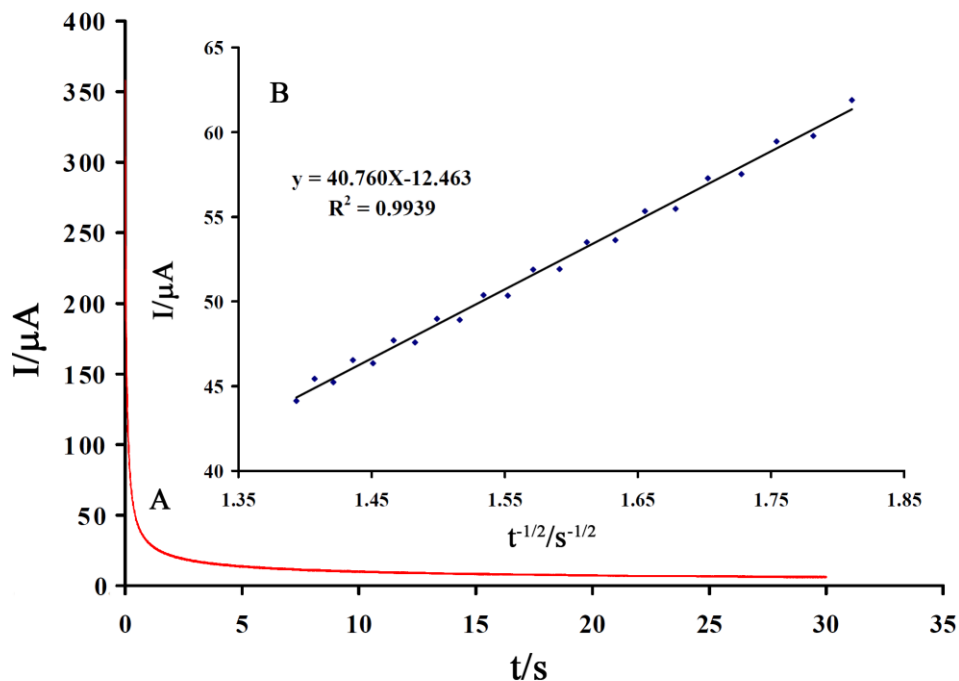 400
350
300
250
200
150
100
50
0
I/μA
A
0 5 10 15 20 25 30 35
t/s
65
60
55
50
45
40
I/μA
B
y = 40.760X-12.463
R² = 0.9939
1.35 1.45 1.55 1.65 1.75 1.85
t⁻¹/²/s⁻¹/²